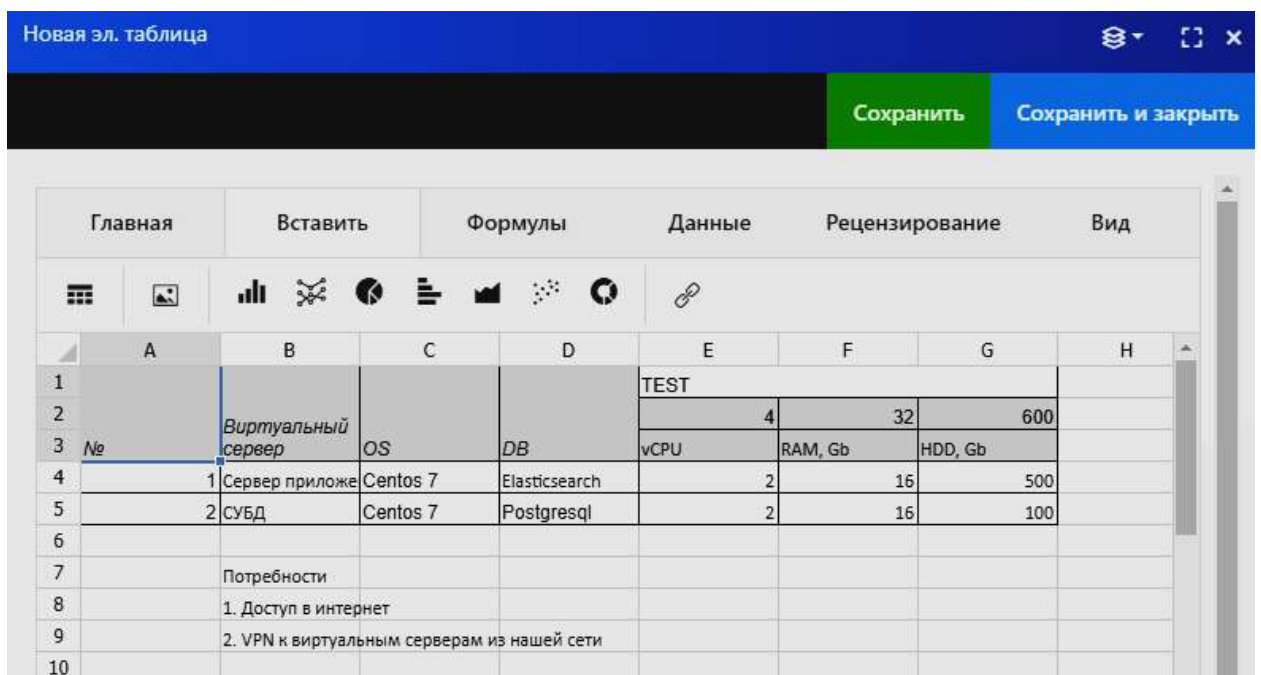 Новая эл. таблица
Сохранить Сохранить и закрыть
Главная Вставить Формулы Данные Рецензирование Вид
A B C D E F G H
1 TEST
2 4 32 600
Виртуальный
3 № сервер OS DB vCPU RAM, Gb HDD, Gb
4 1 Сервер приложе Centos 7 Elasticsearch 2 16 500
5 2 СУБД Centos 7 Postgresql 2 16 100
6
7 Потребности
8 1. Доступ в интернет
9 2. VPN к виртуальным серверам из нашей сети
10